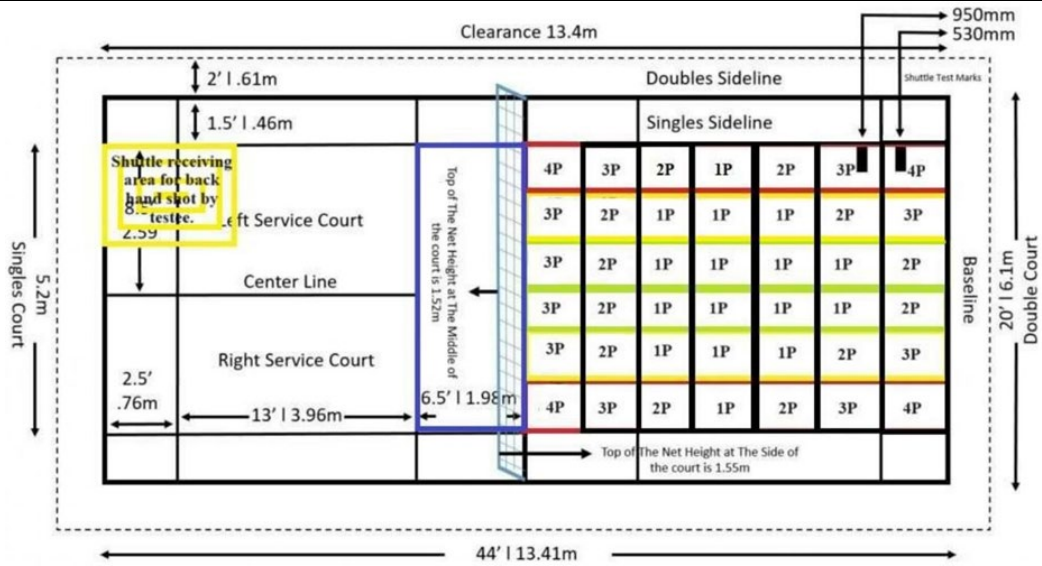 950mm
530mm
Clearance 13.4m
2' I .61m
Doubles Sideline
Shuttle Test Marks
1.5' I .46m
Singles Sideline
Shuttle receiving
area for back
hand shot by
testee.
2.59
Left Service Court
Center Line
Right Service Court
2.5'
.76m
13' I 3.96m
6.5' I 1.98m
Top of The Net Height at The Middle of
the court is 1.52m
4P 3P 2P 1P 2P 3P 4P
3P 2P 1P 1P 1P 2P 3P
3P 2P 1P 1P 1P 1P 2P
3P 2P 1P 1P 1P 1P 2P
3P 2P 1P 1P 1P 2P 3P
4P 3P 2P 1P 2P 3P 4P
Top of The Net Height at The Side of
the court is 1.55m
Singles Court
5.2m
Baseline
20' I 6.1m
Double Court
44' I 13.41m